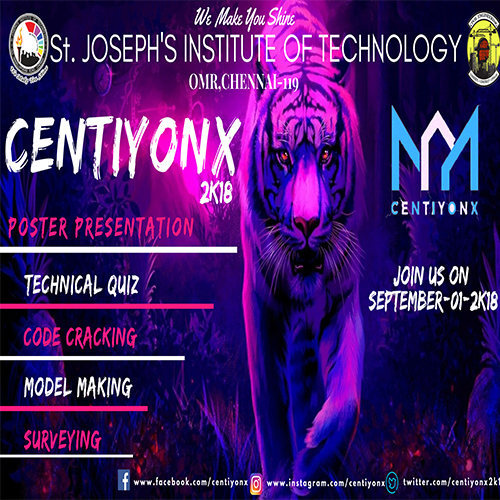 We Make You Shine
St. JOSEPH'S INSTITUTE OF TECHNOLOGY
OMR,CHENNAI-119
CENTIYONX
2K18
POSTER PRESENTATION
TECHNICAL QUIZ
CODE CRACKING
MODEL MAKING
SURVEYING
CENTIYONX
JOIN US ON
SEPTEMBER-01-2K18
www.facebook.com/centiyonx www.instagram.com/centiyonx twitter.com/centiyonx2k1